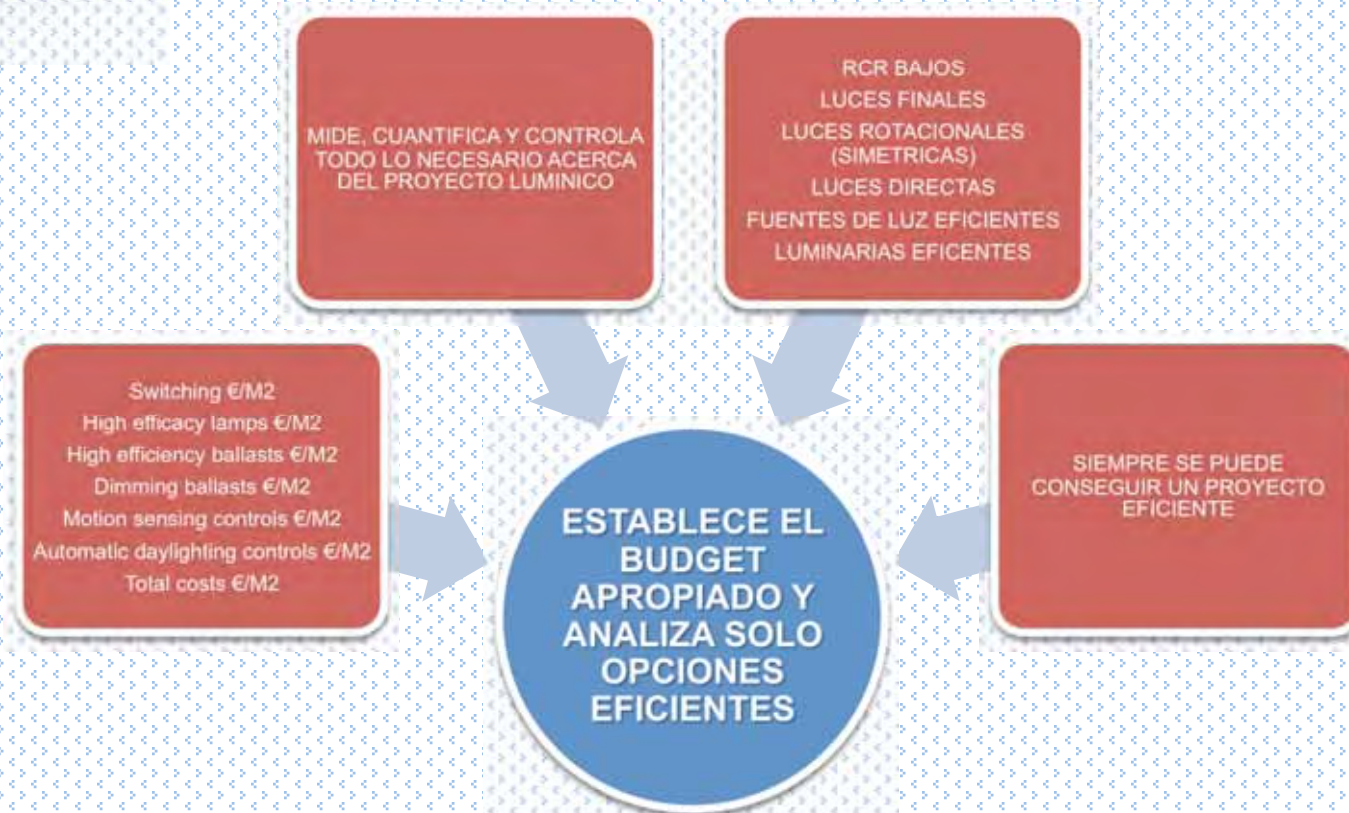 MIDE, CUANTIFICA Y CONTROLA
TODO LO NECESARIO ACERCA
DEL PROYECTO LUMINICO
RCR BAJOS
LUCES FINALES
LUCES ROTACIONALES
(SIMETRICAS)
LUCES DIRECTAS
FUENTES DE LUZ EFICIENTES
LUMINARIAS EFICENTES
Switching €/M2
High efficacy lamps €/M2
High efficiency ballasts €/M2
Dimming ballasts €/M2
Motion sensing controls €/M2
Automatic daylighting controls €/M2
Total costs €/M2
ESTABLECE EL
BUDGET
APROPIADO Y
ANALIZA SOLO
OPCIONES
EFICIENTES
SIEMPRE SE PUEDE
CONSEGUIR UN PROYECTO
EFICIENTE